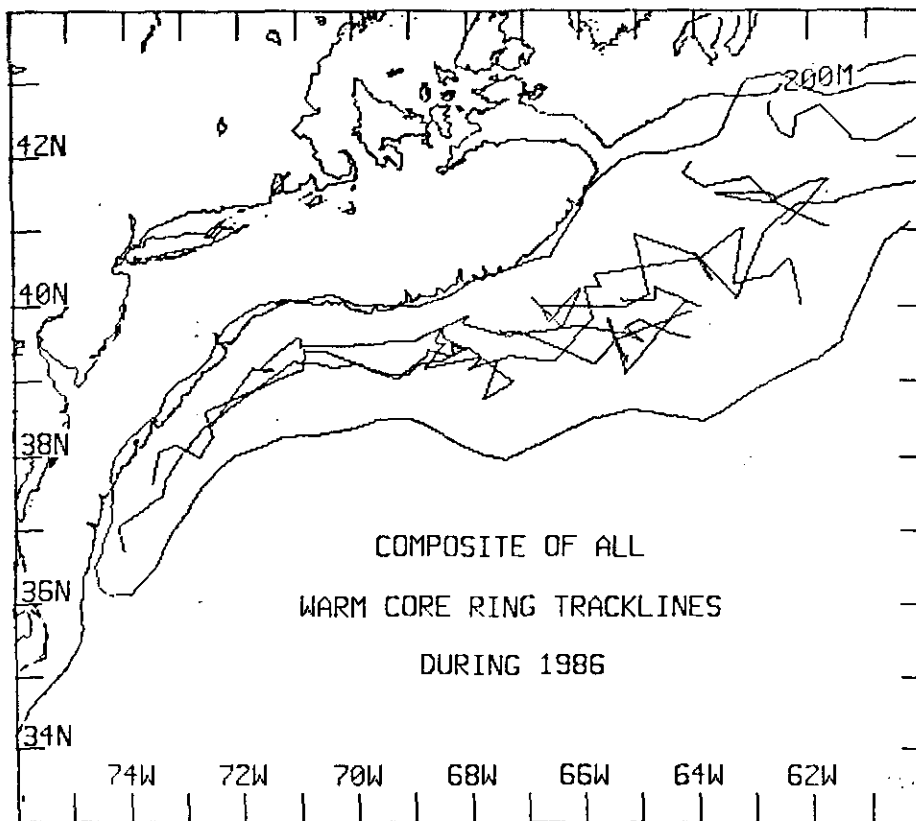 200M
42N
40N
38N
COMPOSITE OF ALL
36N
WARM CORE RING TRACKLINES
DURING 1986
34N
74W 72W 70W 68W 66W 64W 62W